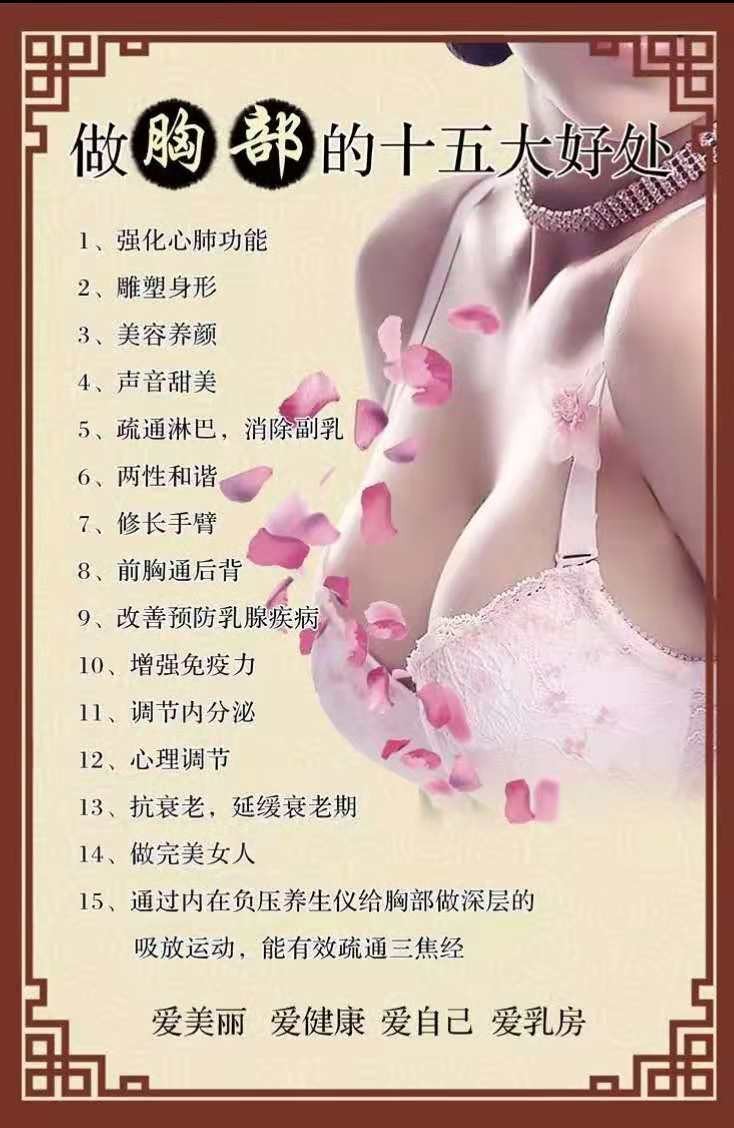 做胸部的十五大好处
1、强化心肺功能
2、雕塑身形
3、美容养颜
4、声音甜美
5、疏通淋巴，消除副乳
6、两性和谐
7、修长手臂
8、前胸通后背
9、改善预防乳腺疾病
10、增强免疫力
11、调节内分泌
12、心理调节
13、抗衰老，延缓衰老期
14、做完美女人
15、通过内在负压养生仪给胸部做深层的
吸放运动，能有效疏通三焦经
爱美丽 爱健康 爱自己 爱乳房